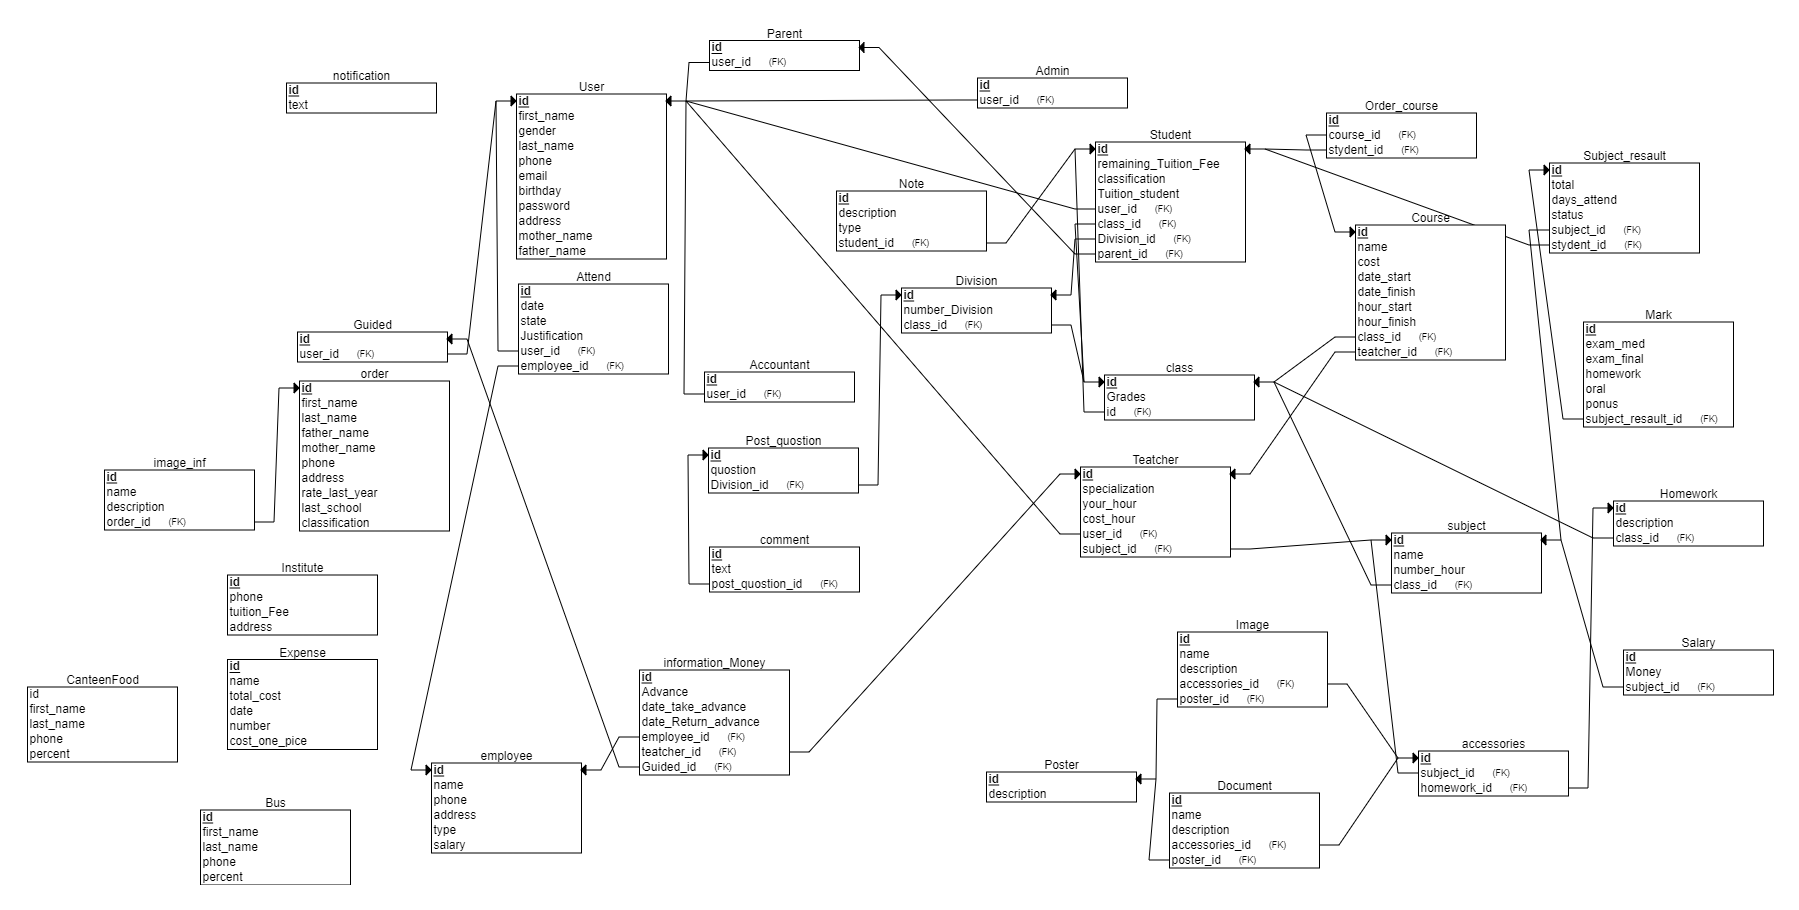 Parent
id
user_id (FK)
notification
id
text
User
id
first_name
gender
last_name
phone
email
birthday
password
address
mother_name
father_name
Admin
id
user_id (FK)
Order_course
id
course_id (FK)
stydent_id (FK)
Student
id
remaining_Tuition_Fee
classification
Tuition_student
user_id (FK)
class_id (FK)
Division_id (FK)
parent_id (FK)
Subject_resault
id
total
days_attend
status
subject_id (FK)
stydent_id (FK)
Note
id
description
type
student_id (FK)
Course
id
name
cost
date_start
date_finish
hour_start
hour_finish
class_id (FK)
teatcher_id (FK)
Attend
id
date
state
Justification
user_id (FK)
employee_id (FK)
Division
id
number_Division
class_id (FK)
Guided
id
user_id (FK)
Mark
id
exam_med
exam_final
homework
oral
ponus
subject_resault_id (FK)
order
id
first_name
last_name
father_name
mother_name
phone
address
rate_last_year
last_school
classification
Accountant
id
user_id (FK)
class
id
Grades
id (FK)
image_inf
id
name
description
order_id (FK)
Post_quostion
id
quostion
Division_id (FK)
Teatcher
id
specialization
your_hour
cost_hour
user_id (FK)
subject_id (FK)
Homework
id
description
class_id (FK)
subject
id
name
number_hour
class_id (FK)
comment
id
text
post_quostion_id (FK)
Institute
id
phone
tuition_Fee
address
Image
id
name
description
accessories_id (FK)
poster_id (FK)
Salary
id
Money
subject_id (FK)
Expense
id
name
total_cost
date
number
cost_one_pice
information_Money
id
Advance
date_take_advance
date_Return_advance
employee_id (FK)
teatcher_id (FK)
Guided_id (FK)
CanteenFood
id
first_name
last_name
phone
percent
employee
id
name
phone
address
type
salary
accessories
id
subject_id (FK)
homework_id (FK)
Poster
id
description
Document
id
name
description
accessories_id (FK)
poster_id (FK)
Bus
id
first_name
last_name
phone
percent